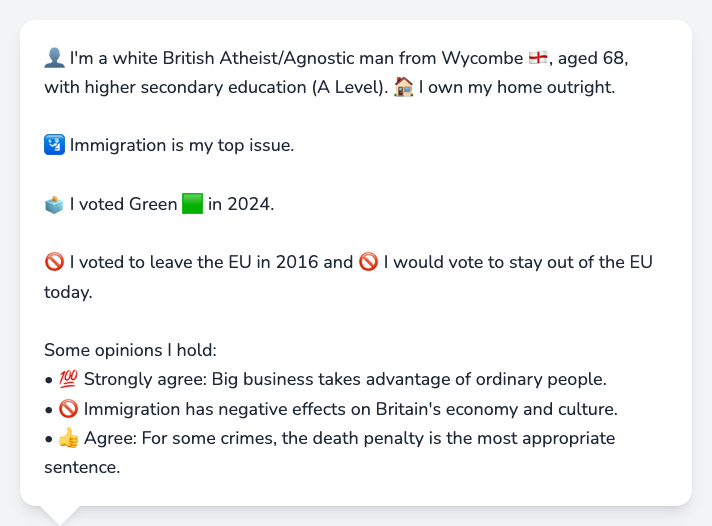 👤 I'm a white British Atheist/Agnostic man from Wycombe 🏴󠁧󠁢󠁥󠁮󠁧󠁿, aged 68,
with higher secondary education (A Level). 🏠 I own my home outright.
🛂 Immigration is my top issue.
🗳️ I voted Green 🟩 in 2024.
🚫 I voted to leave the EU in 2016 and 🚫 I would vote to stay out of the EU
today.
Some opinions I hold:
• 💯 Strongly agree: Big business takes advantage of ordinary people.
• 🚫 Immigration has negative effects on Britain's economy and culture.
• 👍 Agree: For some crimes, the death penalty is the most appropriate
sentence.